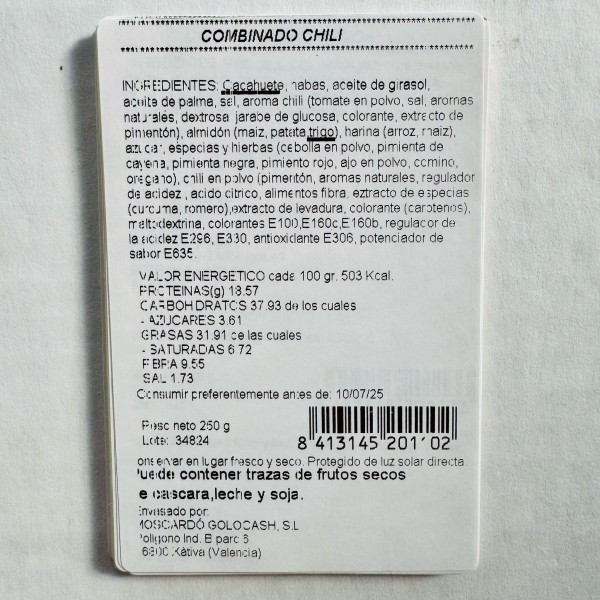 COMBINADO CHILI
INGREDIENTES: Cacahuete, habas, aceite de girasol,
aceite de palma, sal, aroma chili (tomate en polvo, sal, aromas
naturales, dextrosa jarabe de glucosa, colorante, extracto de
pimentón), almidón (maiz, patata,trigo), harina (arroz, maiz),
azucar, especias y hierbas (cebolla en polvo, pimienta de
cayena, pimienta negra, pimiento rojo, ajo en polvo, comino,
oregano), chili en polvo (pimentón, aromas naturales, regulador
de acidez , acido citrico, alimentos fibra, eztracto de especias
(curcuma, romero),extracto de levadura, colorante (carotenos),
maltodextrina, colorantes E100,E160c,E160b, regulador de
la acidez E296, E330, antioxidante E306, potenciador de
sabor E635.
VALOR ENERGETICO cada 100 gr. 503 Kcal.
PROTEINAS(g) 18.57
CARBOHIDRATOS 37.93 de los cuales
- AZUCARES 3.61
GRASAS 31.91 de las cuales
- SATURADAS 6.72
FIBRA 9.55
SAL 1.73
Consumir preferentemente antes de: 10/07/25
Peso neto 250 g
Lote: 34824
8 413145 201102
onservar en lugar fresco y seco. Protegido de luz solar directa.
uede contener trazas de frutos secos
e cascara,leche y soja.
Envasado por:
MOSCARDÓ GOLOCASH, S.L
Poligono Ind. B parc 6
6800 Xátiva (Valencia)